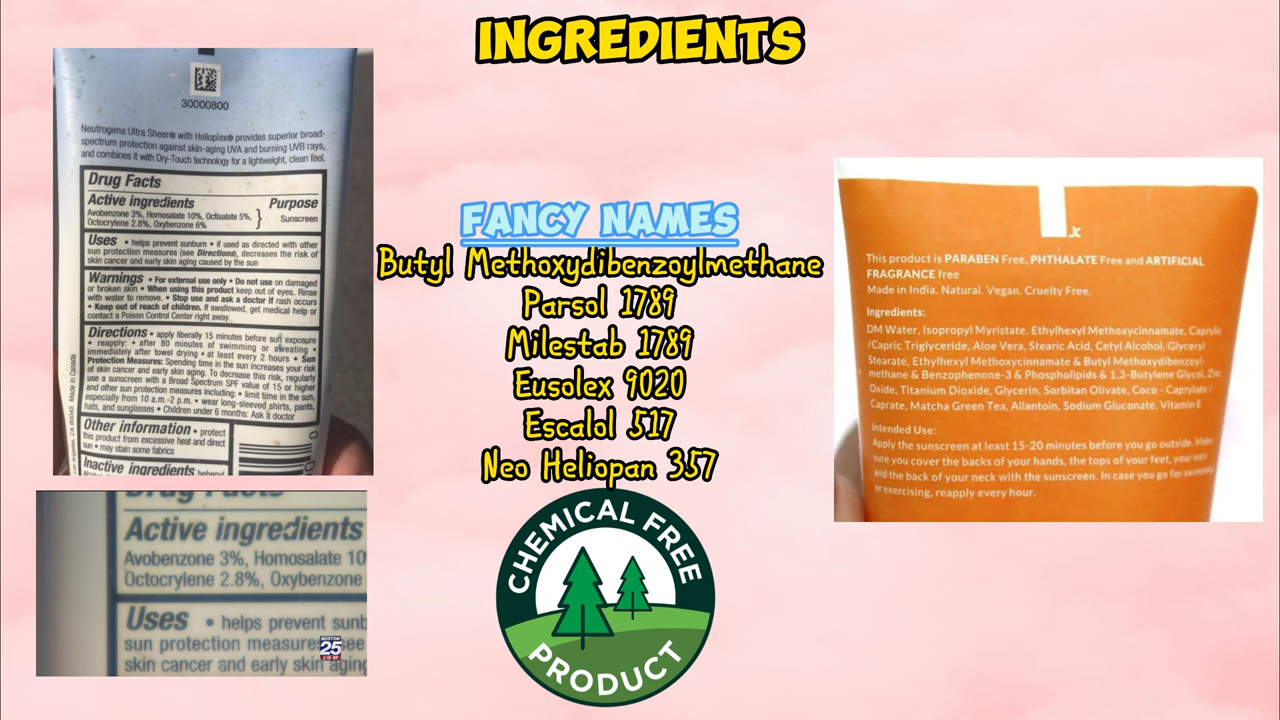 INGREDIENTS
30000800
Neutrogena Ultra Sheer® with Helioplex® provides superior broad-
spectrum protection against skin-aging UVA and burning UVB rays,
and combines it with Dry-Touch technology for a lightweight, clean feel.
Drug Facts
Active ingredients Purpose
Avobenzone 3%, Homosalate 10%, Octisalate 5%,
Octocrylene 2.8%, Oxybenzone 6% } Sunscreen
Uses • helps prevent sunburn • if used as directed with other
sun protection measures (see Directions), decreases the risk of
skin cancer and early skin aging caused by the sun
Warnings • For external use only • Do not use on damaged
or broken skin • When using this product keep out of eyes. Rinse
with water to remove. • Stop use and ask a doctor if rash occurs
• Keep out of reach of children. If swallowed, get medical help or
contact a Poison Control Center right away.
Directions • apply liberally 15 minutes before sun exposure
• reapply: • after 80 minutes of swimming or sweating •
immediately after towel drying • at least every 2 hours • Sun
Protection Measures: Spending time in the sun increases your risk
of skin cancer and early skin aging. To decrease this risk, regularly
use a sunscreen with a Broad Spectrum SPF value of 15 or higher
and other sun protection measures including: • limit time in the sun,
especially from 10 a.m.-2 p.m. • wear long-sleeved shirts, pants,
hats, and sunglasses • Children under 6 months: Ask a doctor
Other information • protect
this product from excessive heat and direct
sun • may stain some fabrics
Inactive ingredients
Los Angeles, CA 90045 Made in Canada
Drug Facts
Active ingredients
Avobenzone 3%, Homosalate 10
Octocrylene 2.8%, Oxybenzone
Uses • helps prevent sunb
sun protection measures see
skin cancer and early skin aging
BOSTON
25
FANCY NAMES
Butyl Methoxydibenzoylmethane
Parsol 1789
Milestab 1789
Eusolex 9020
Escalol 517
Neo Heliopan 357
CHEMICAL FREE
PRODUCT
This product is PARABEN Free, PHTHALATE Free and ARTIFICIAL
FRAGRANCE free
Made in India. Natural. Vegan. Cruelty Free.
Ingredients:
DM Water, Isopropyl Myristate. Ethylhexyl Methoxycinnamate, Caprylic
/Capric Triglyceride, Aloe Vera, Stearic Acid, Cetyl Alcohol, Glyceryl
Stearate, Ethylhexyl Methoxycinnamate & Butyl Methoxydibenzoyl-
methane & Benzophenone-3 & Phospholipids & 1,3-Butylene Glycol. Zinc
Oxide, Titanium Dioxide, Glycerin, Sorbitan Olivate, Coco - Caprylate /
Caprate, Matcha Green Tea, Allantoin, Sodium Gluconate, Vitamin E
Intended Use:
Apply the sunscreen at least 15-20 minutes before you go outside. Make
sure you cover the backs of your hands, the tops of your feet, your ears
and the back of your neck with the sunscreen. In case you go for swimming
or exercising, reapply every hour.